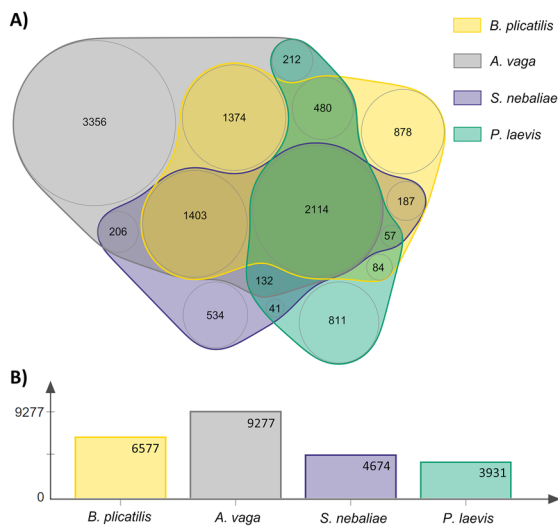 A)
B. plicatilis
A. vaga
S. nebaliae
P. laevis
212
3356
1374
480
878
187
1403
2114
206
57
84
132
41
534
811
B)
9277
0
6577
9277
4674
3931
B. plicatilis
A. vaga
S. nebaliae
P. laevis